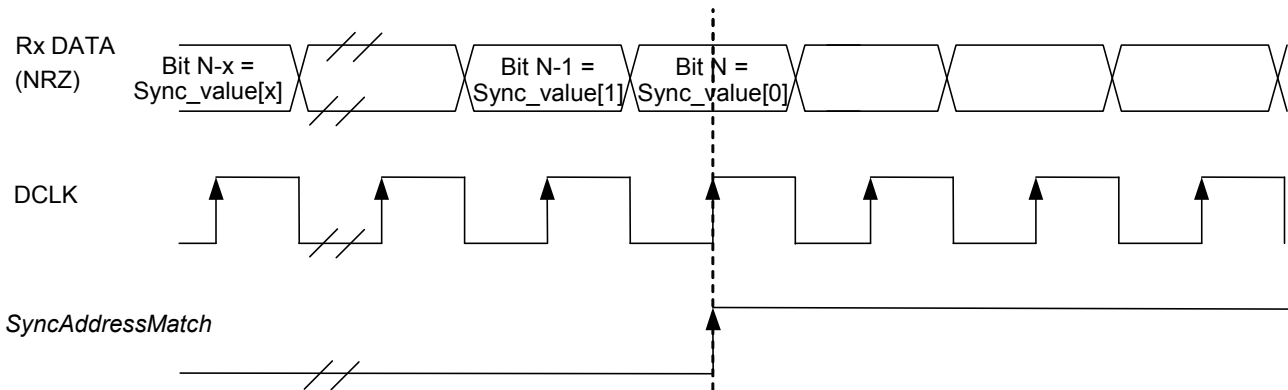 Rx DATA
(NRZ)
Bit N-x =
Sync_value[x]
Bit N-1 =
Sync_value[1]
Bit N =
Sync_value[0]
DCLK
SyncAddressMatch